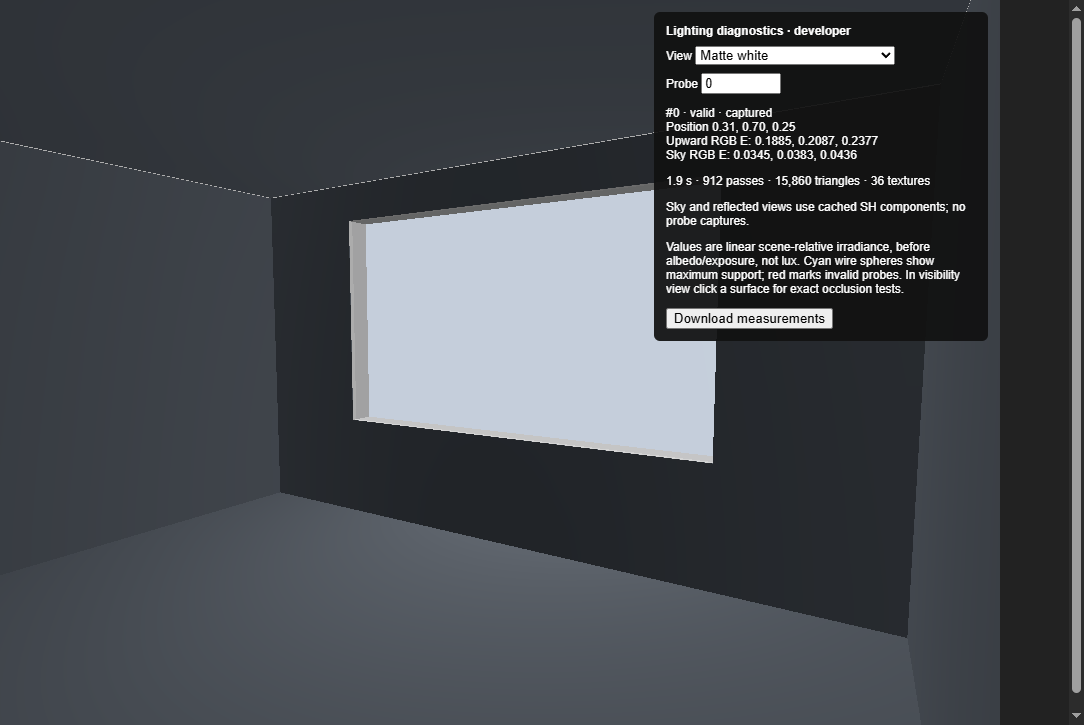 Lighting diagnostics · developer
View Matte white
Probe 0
#0 · valid · captured
Position 0.31, 0.70, 0.25
Upward RGB E: 0.1885, 0.2087, 0.2377
Sky RGB E: 0.0345, 0.0383, 0.0436
1.9 s · 912 passes · 15,860 triangles · 36 textures
Sky and reflected views use cached SH components; no
probe captures.
Values are linear scene-relative irradiance, before
albedo/exposure, not lux. Cyan wire spheres show
maximum support; red marks invalid probes. In visibility
view click a surface for exact occlusion tests.
Download measurements